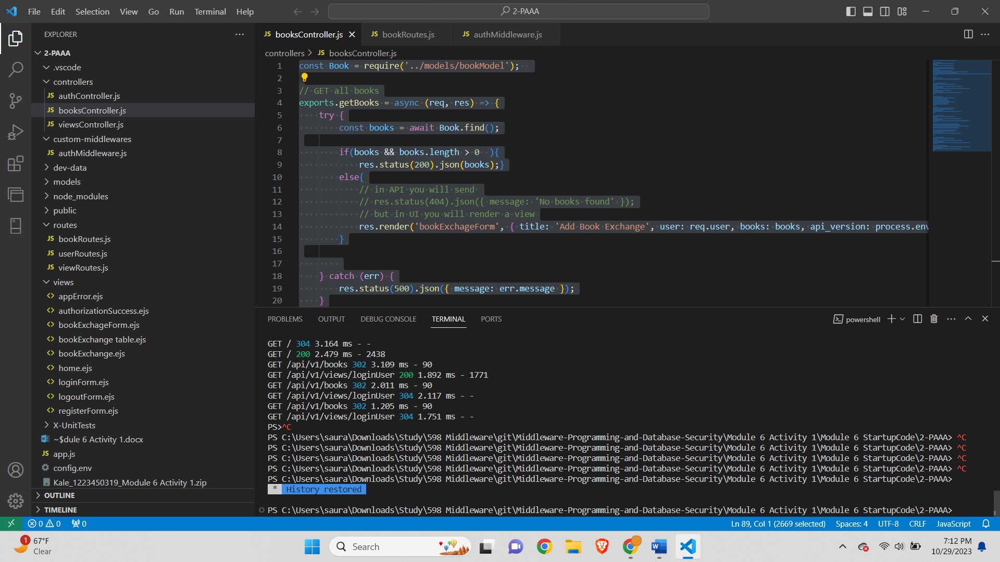 File Edit Selection View Go Run Terminal Help
2-PAAA
EXPLORER
2-PAAA
.vscode
controllers
JS authController.js
JS booksController.js
JS viewsController.js
custom-middlewares
JS authMiddleware.js
dev-data
models
node_modules
public
routes
JS bookRoutes.js
JS userRoutes.js
JS viewRoutes.js
views
<> appError.ejs
<> authorizationSuccess.ejs
<> bookExchageForm.ejs
<> bookExchange table.ejs
<> bookExchange.ejs
<> home.ejs
<> loginForm.ejs
<> logoutForm.ejs
<> registerForm.ejs
X-UnitTests
~$dule 6 Activity 1.docx
JS app.js
config.env
Kale_1223450319_Module 6 Activity 1.zip
OUTLINE
TIMELINE
JS booksController.js
JS bookRoutes.js
JS authMiddleware.js
controllers > JS booksController.js
1 const Book = require('../models/bookModel');
2
3 // GET all books
4 exports.getBooks = async (req, res) => {
5 try {
6 const books = await Book.find();
7
8 if(books && books.length > 0 ){
9 res.status(200).json(books);}
10 else{
11 // in API you will send
12 // res.status(404).json({ message: 'No books found' });
13 // but in UI you will render a view
14 res.render('bookExchageForm', { title: 'Add Book Exchange', user: req.user, books: books, api_version: process.env
15 }
16
17
18 } catch (err) {
19 res.status(500).json({ message: err.message });
20 }
PROBLEMS OUTPUT DEBUG CONSOLE TERMINAL PORTS
powershell
GET / 304 3.164 ms - -
GET / 200 2.479 ms - 2438
GET /api/v1/books 302 3.109 ms - 90
GET /api/v1/views/loginUser 200 1.892 ms - 1771
GET /api/v1/books 302 2.011 ms - 90
GET /api/v1/views/loginUser 304 2.117 ms - -
GET /api/v1/books 302 1.205 ms - 90
GET /api/v1/views/loginUser 304 1.751 ms - -
PS>^C
PS C:\Users\saura\Downloads\Study\598 Middleware\git\Middleware-Programming-and-Database-Security\Module 6 Activity 1\Module 6 StartupCode\2-PAAA> ^C
PS C:\Users\saura\Downloads\Study\598 Middleware\git\Middleware-Programming-and-Database-Security\Module 6 Activity 1\Module 6 StartupCode\2-PAAA> ^C
PS C:\Users\saura\Downloads\Study\598 Middleware\git\Middleware-Programming-and-Database-Security\Module 6 Activity 1\Module 6 StartupCode\2-PAAA> ^C
PS C:\Users\saura\Downloads\Study\598 Middleware\git\Middleware-Programming-and-Database-Security\Module 6 Activity 1\Module 6 StartupCode\2-PAAA> ^C
PS C:\Users\saura\Downloads\Study\598 Middleware\git\Middleware-Programming-and-Database-Security\Module 6 Activity 1\Module 6 StartupCode\2-PAAA>
* History restored
PS C:\Users\saura\Downloads\Study\598 Middleware\git\Middleware-Programming-and-Database-Security\Module 6 Activity 1\Module 6 StartupCode\2-PAAA>
0 0 0
Ln 89, Col 1 (2669 selected) Spaces: 4 UTF-8 CRLF JavaScript
1
67°F
Clear
Search
7:12 PM
10/29/2023